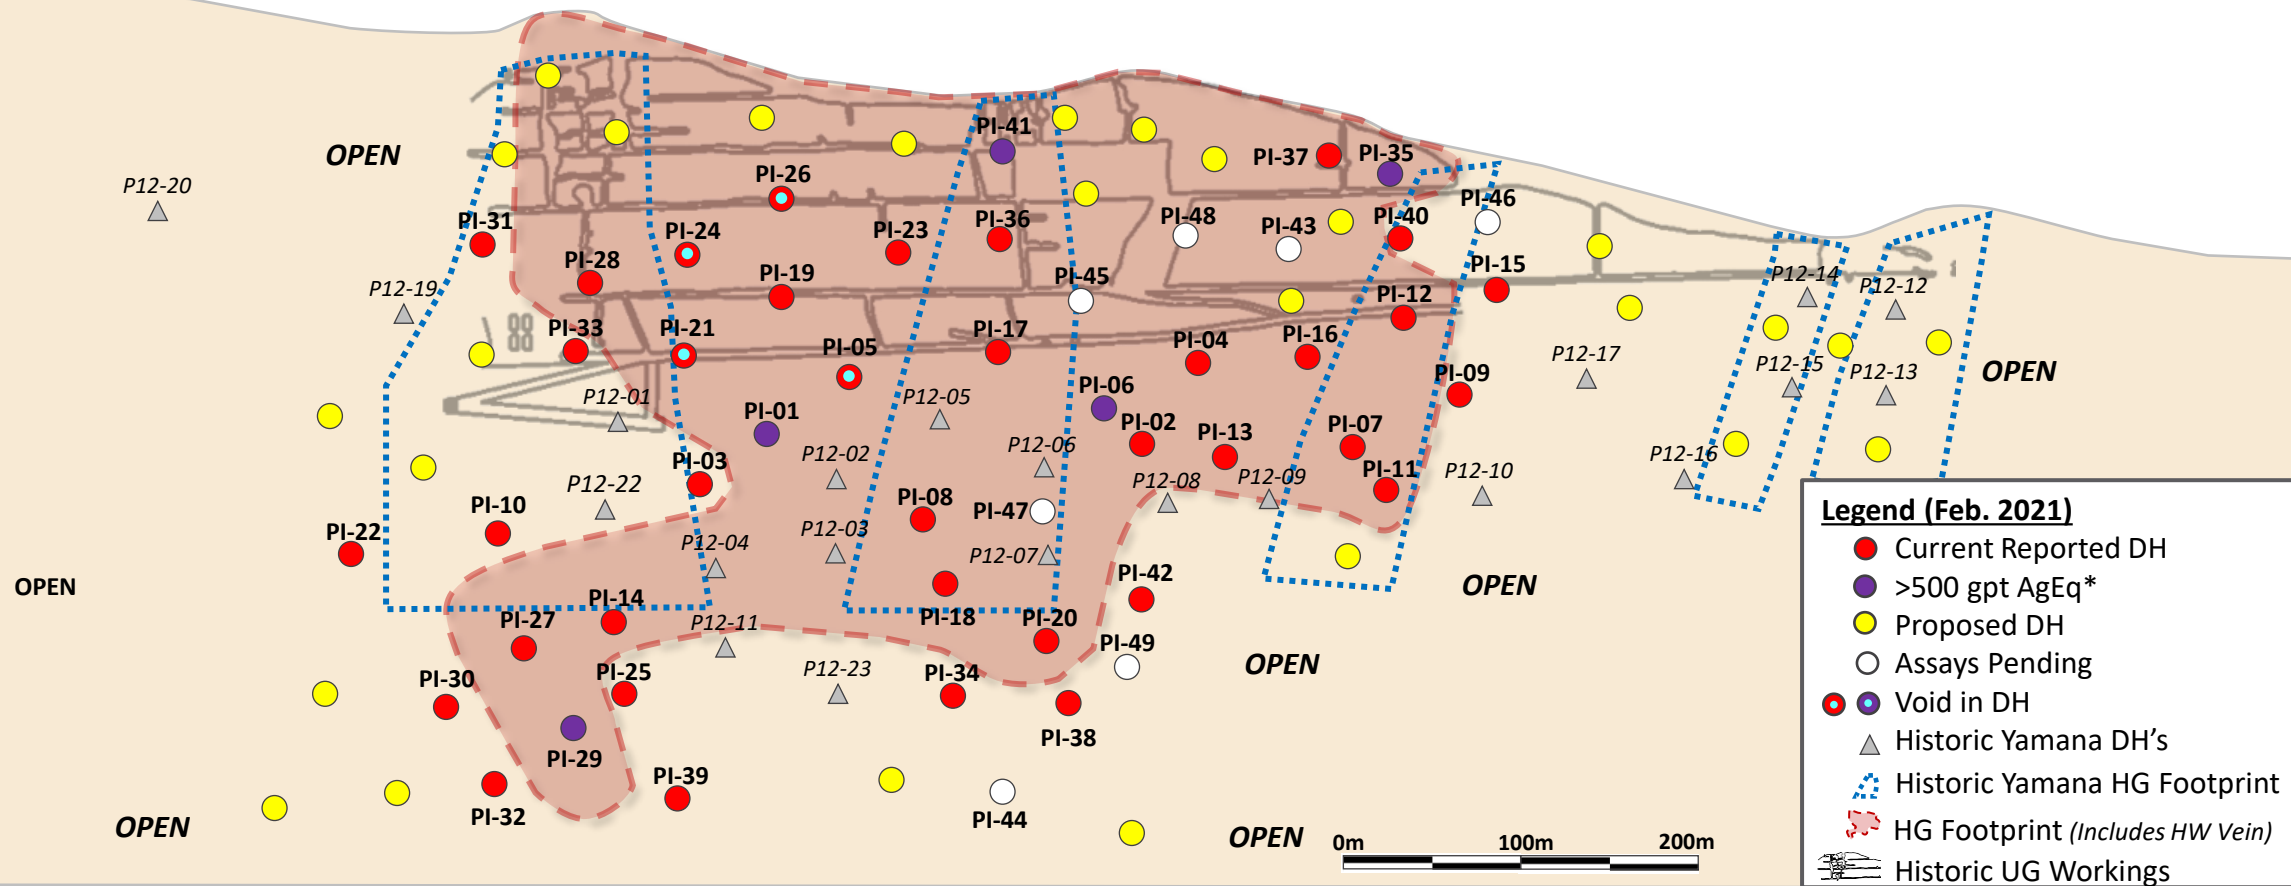 PI-41
OPEN
PI-37
PI-35
PI-26
P12-20
PI-46
PI-31
PI-24
PI-23
PI-36
PI-48
PI-43
PI-40
PI-28
PI-19
PI-45
PI-15
P12-14
P12-12
P12-19
PI-12
PI-33
PI-21
PI-05
PI-17
PI-04
PI-16
P12-17
P12-15
P12-13
OPEN
PI-09
P12-01
PI-01
P12-05
PI-06
PI-02
PI-13
PI-07
PI-03
P12-02
P12-06
P12-08
P12-09
PI-11
P12-10
P12-16
P12-22
PI-10
PI-08
PI-47
PI-22
P12-04
P12-03
P12-07
OPEN
PI-42
OPEN
PI-14
PI-27
P12-11
PI-18
PI-20
PI-49
OPEN
PI-30
PI-25
P12-23
PI-34
PI-38
PI-29
PI-39
PI-32
PI-44
OPEN
OPEN
0m
100m
200m
Legend (Feb. 2021)
Current Reported DH
>500 gpt AgEq*
Proposed DH
Assays Pending
Void in DH
Historic Yamana DH's
Historic Yamana HG Footprint
HG Footprint (Includes HW Vein)
Historic UG Workings